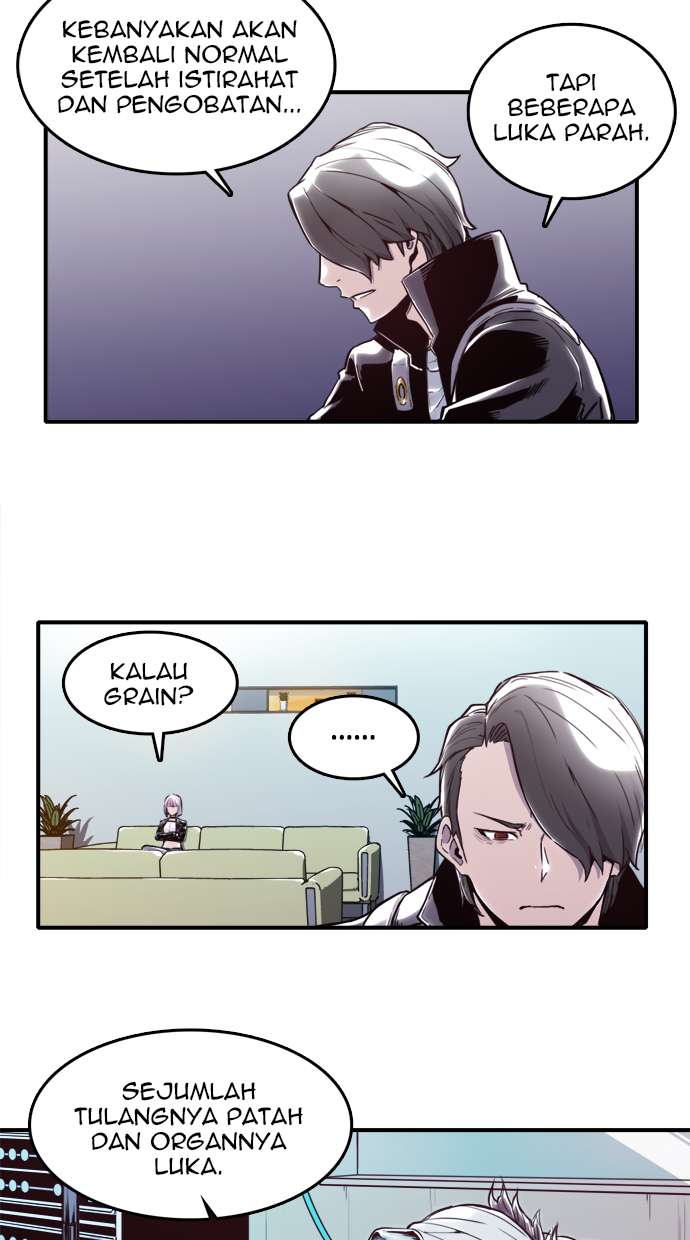 KEBANYAKAN AKAN
KEMBALI NORMAL
SETELAH ISTIRAHAT
DAN PENGOBATAN...
TAPI
BEBERAPA
LUKA PARAH.
KALAU
GRAIN?
......
SEJUMLAH
TULANGNYA PATAH
DAN ORGANNYA
LUKA.